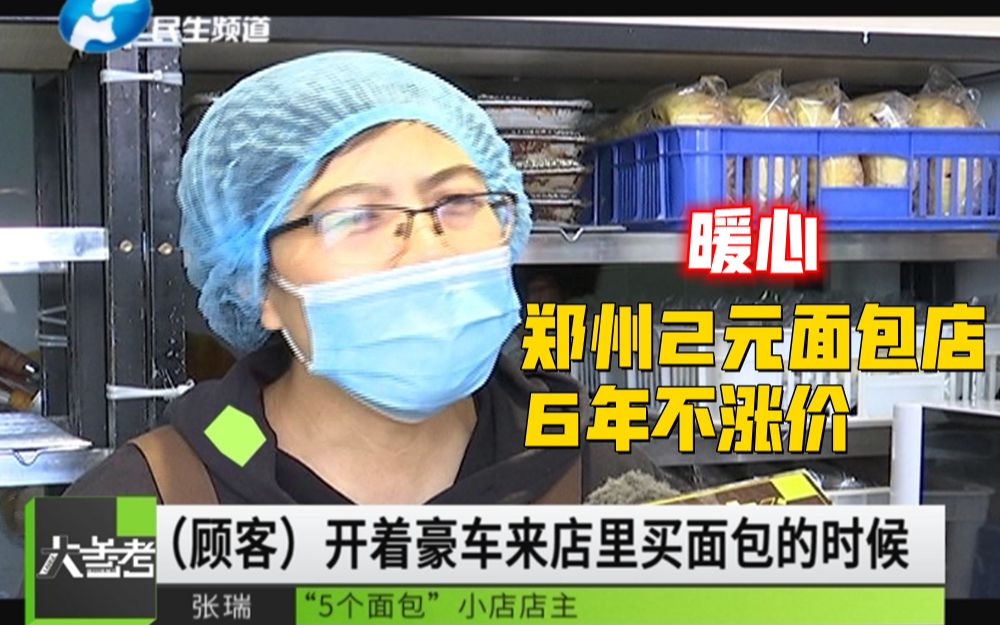 民生频道
暖心
郑州2元面包店
6年不涨价
（顾客）开着豪车来店里买面包的时候
大参考
张瑞 “5个面包”小店店主